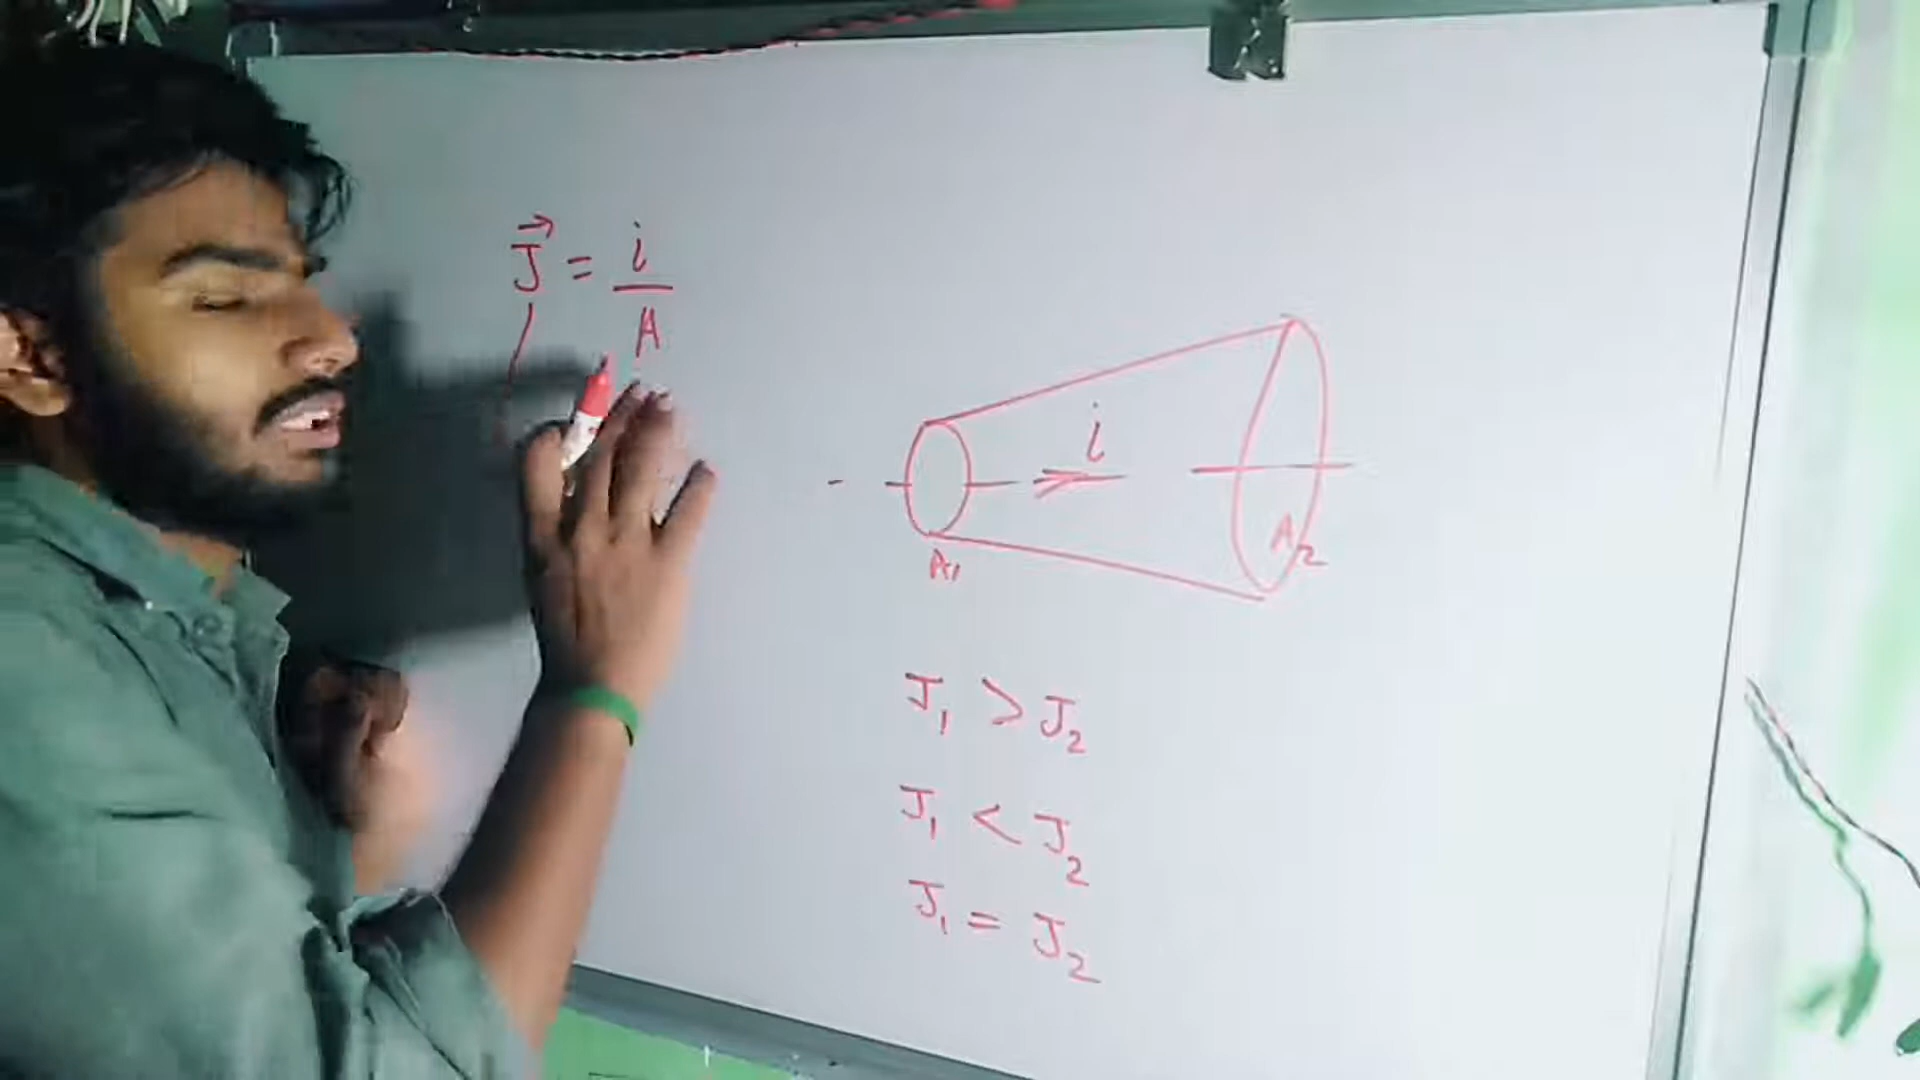 J⃗ = i / A
i
A₁
A₂
J₁ > J₂
J₁ < J₂
J₁ = J₂